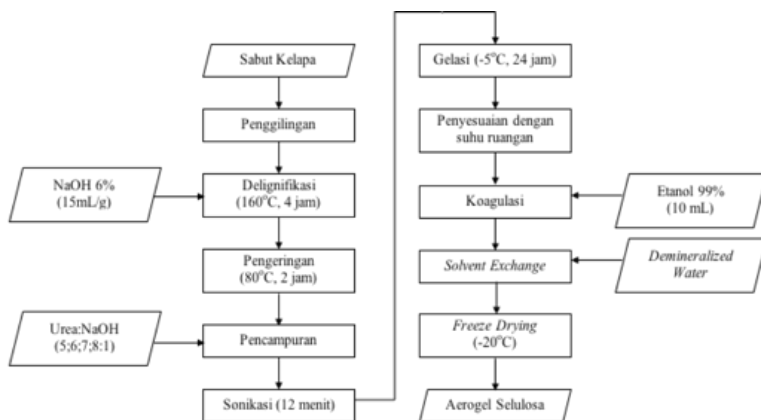 Sabut Kelapa
Penggilingan
NaOH 6%
(15mL/g)
Delignifikasi
(160°C, 4 jam)
Pengeringan
(80°C, 2 jam)
Urea:NaOH
(5;6;7;8:1)
Pencampuran
Sonikasi (12 menit)
Gelasi (-5°C, 24 jam)
Penyesuaian dengan
suhu ruangan
Koagulasi
Etanol 99%
(10 mL)
Solvent Exchange
Demineralized
Water
Freeze Drying
(-20°C)
Aerogel Selulosa